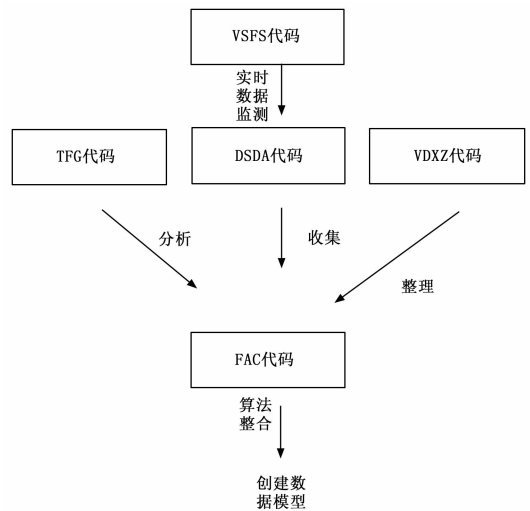 VSFS代码
实时
数据
监测
TFG代码
DSDA代码
VDXZ代码
分析
收集
整理
FAC代码
算法
整合
创建数
据模型